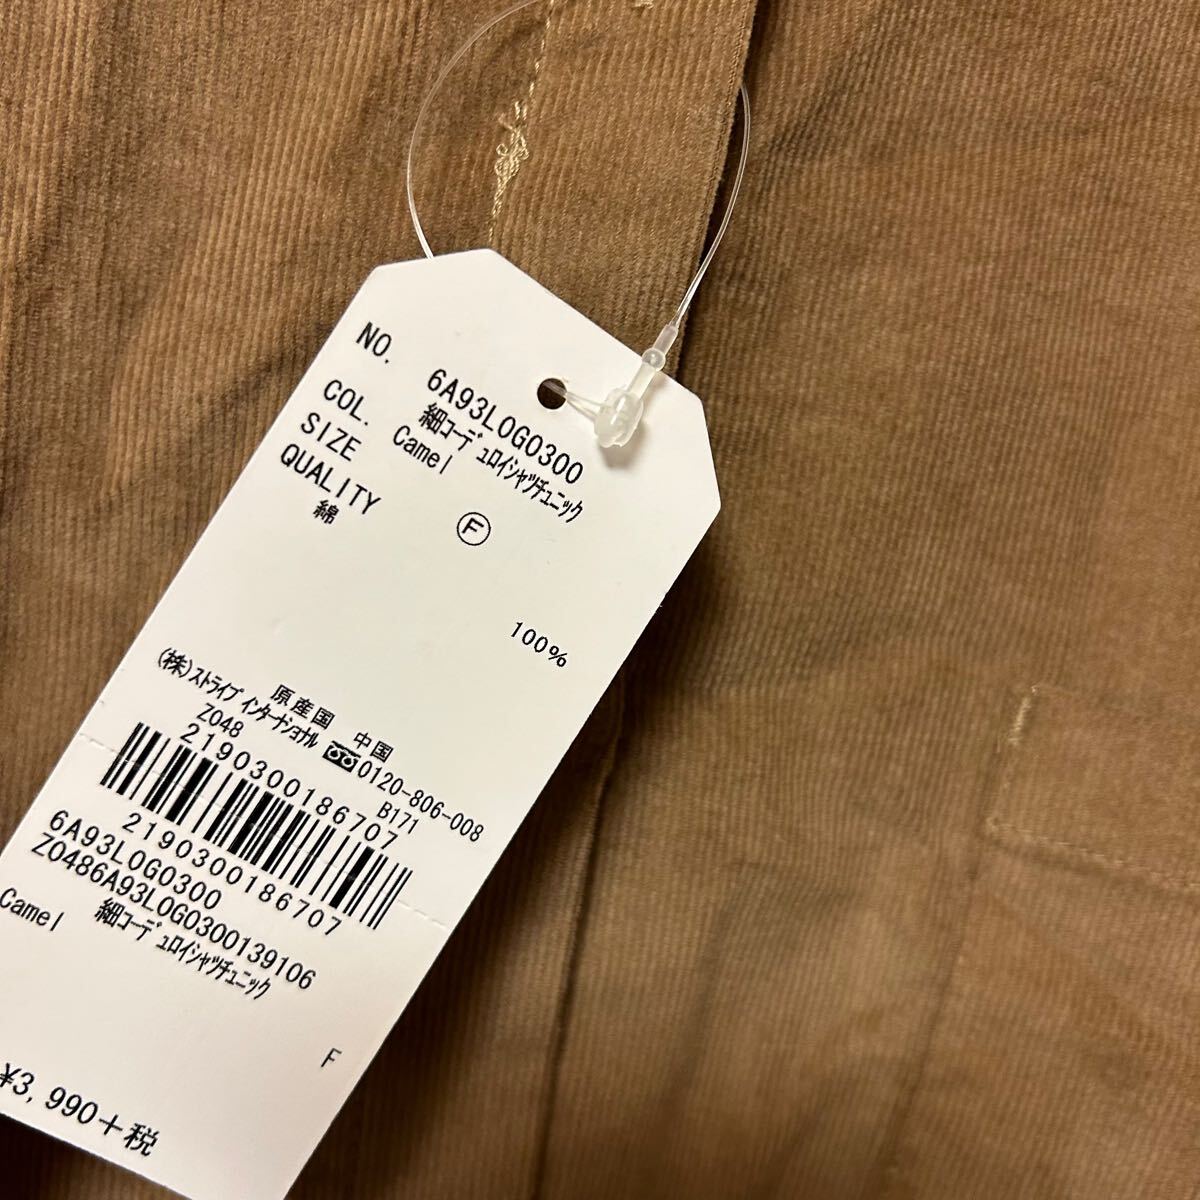 NO. 6A93L0G0300
細ｺｰﾃﾞｭﾛｲｼｬﾂﾁｭﾆｯｸ
COL. Camel
SIZE Ⓕ
QUALITY
綿 100%
原産国 中国
(株)ｽﾄﾗｲﾌﾟｲﾝﾀｰﾅｼｮﾅﾙ 0120-806-008
Z048 B171
2190300186707
2190300186707
6A93L0G0300
Z0486A93L0G0300139106
細ｺｰﾃﾞｭﾛｲｼｬﾂﾁｭﾆｯｸ
Camel F
¥3,990+税